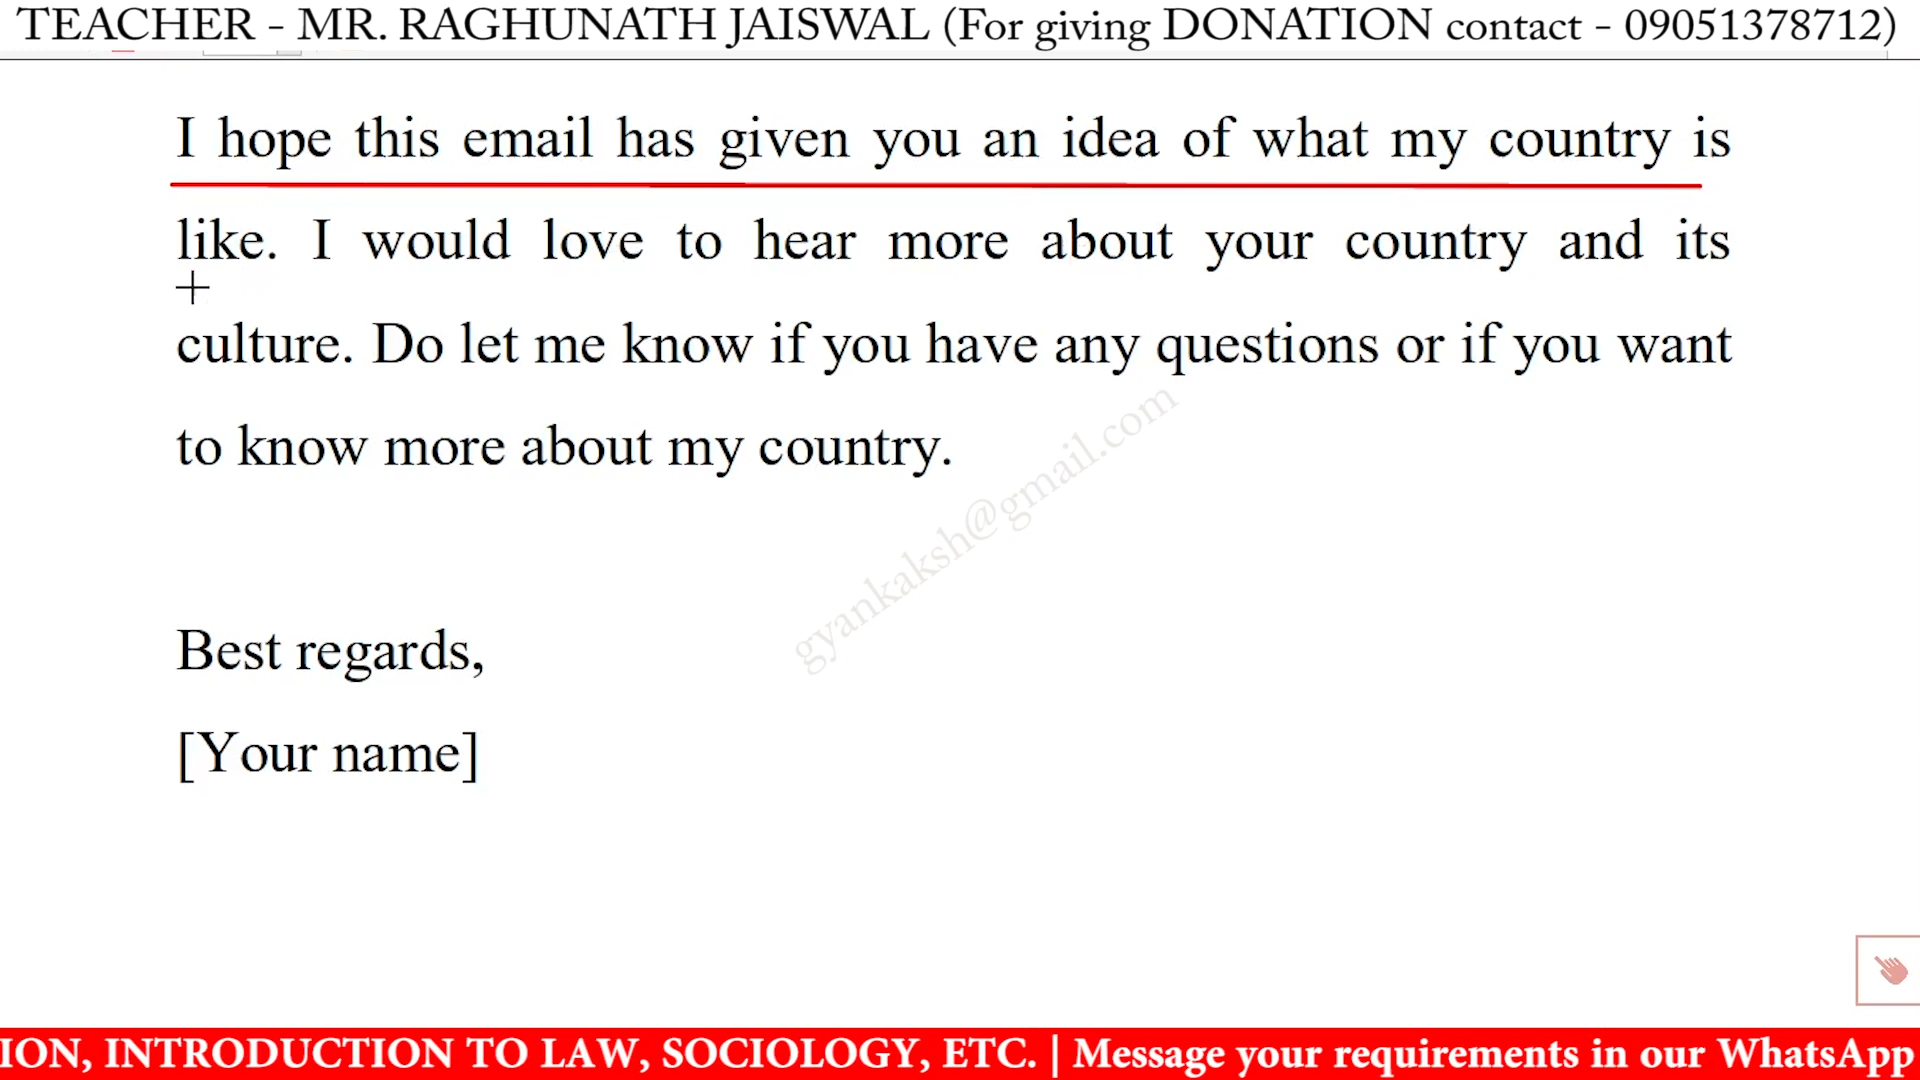 TEACHER - MR. RAGHUNATH JAISWAL (For giving DONATION contact - 09051378712)
I hope this email has given you an idea of what my country is
like. I would love to hear more about your country and its
culture. Do let me know if you have any questions or if you want
to know more about my country.
gyankaksh@gmail.com
Best regards,
[Your name]
ION, INTRODUCTION TO LAW, SOCIOLOGY, ETC. | Message your requirements in our WhatsApp